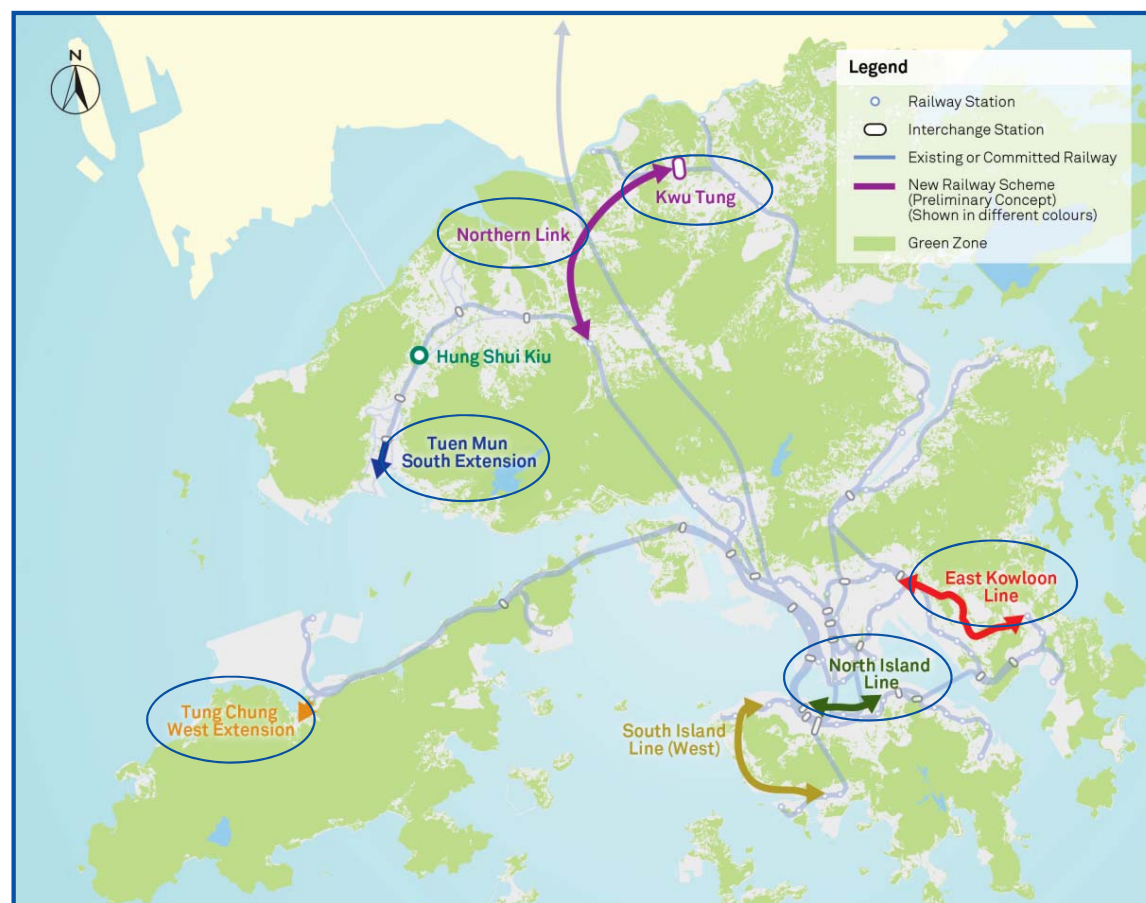 N
Legend
Railway Station
Interchange Station
Existing or Committed Railway
New Railway Scheme
(Preliminary Concept)
(Shown in different colours)
Green Zone
Kwu Tung
Northern Link
Hung Shui Kiu
Tuen Mun
South Extension
East Kowloon
Line
North Island
Line
Tung Chung
West Extension
South Island
Line (West)